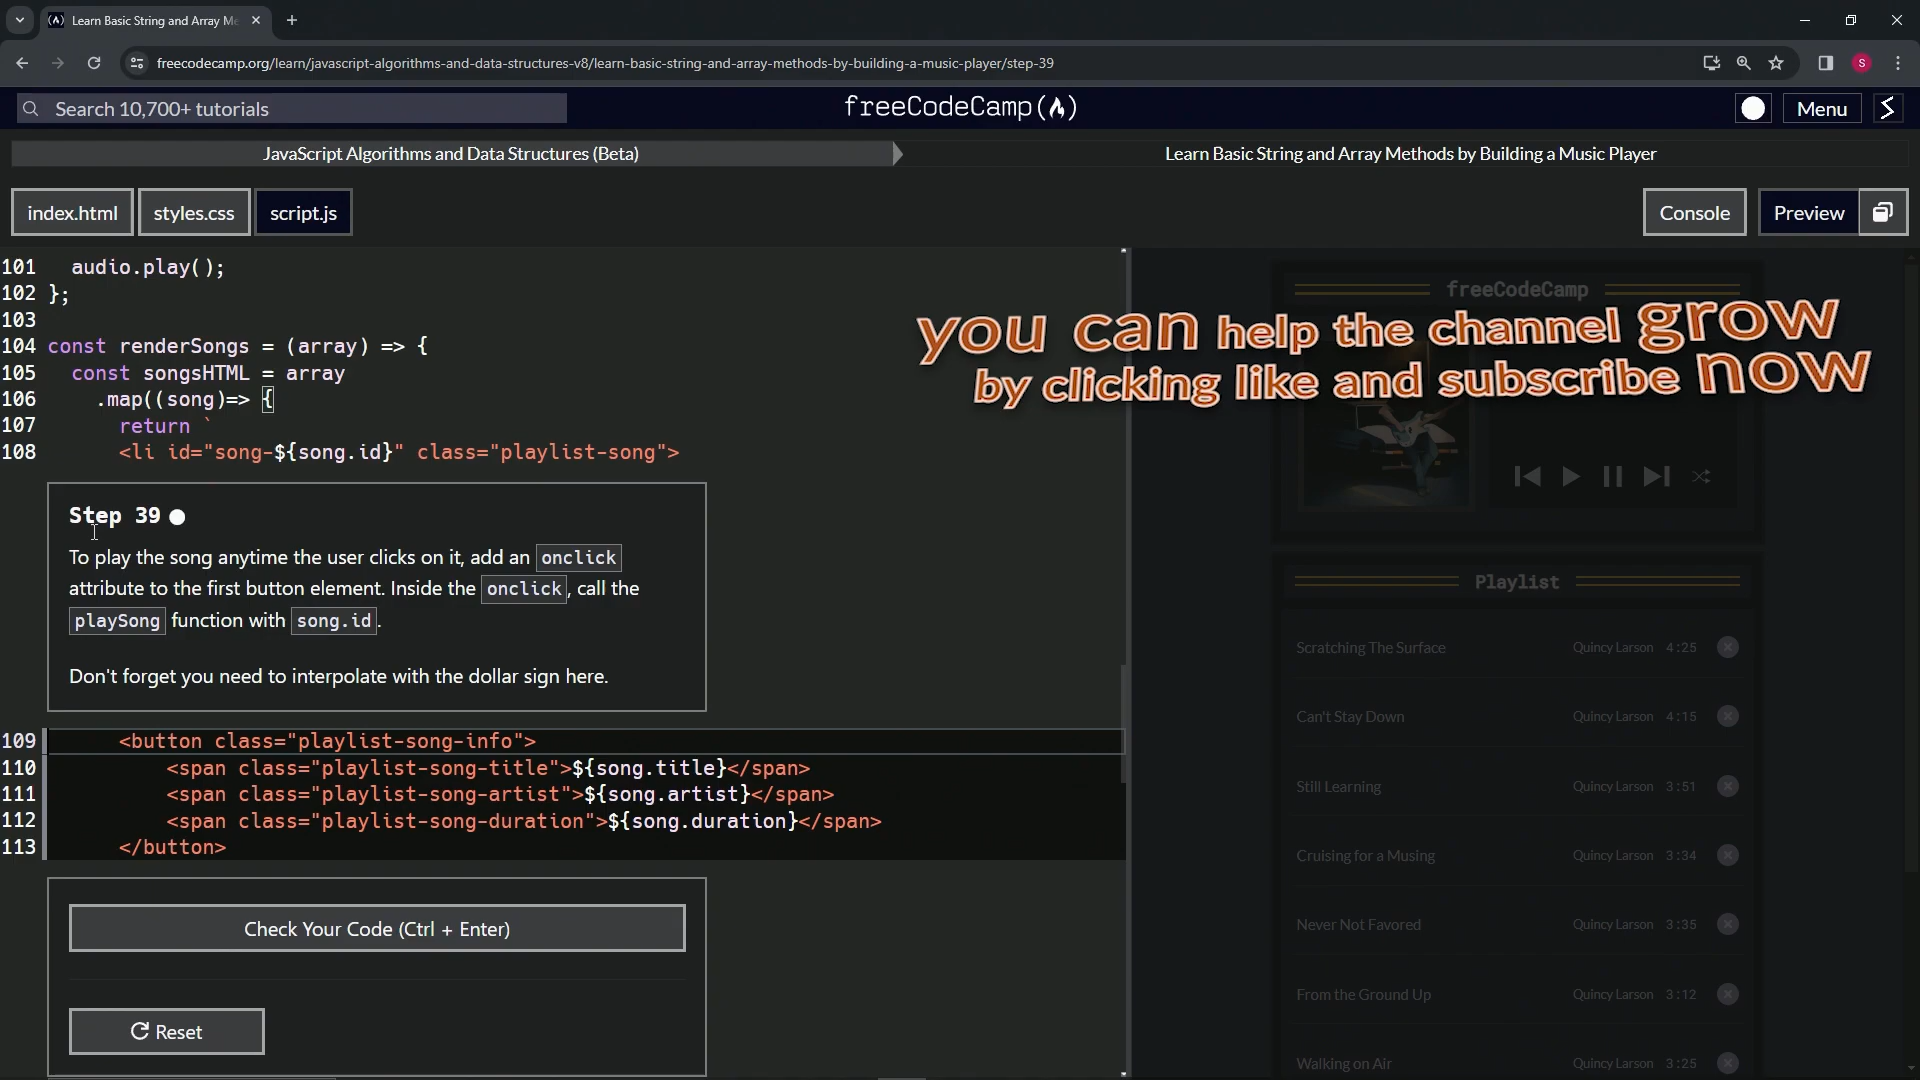 Learn Basic String and Array Me
freecodecamp.org/learn/javascript-algorithms-and-data-structures-v8/learn-basic-string-and-array-methods-by-building-a-music-player/step-39
S
Search 10,700+ tutorials
freeCodeCamp
Menu
JavaScript Algorithms and Data Structures (Beta)
Learn Basic String and Array Methods by Building a Music Player
index.html
styles.css
script.js
Console
Preview
101 audio.play();
102 };
103
104 const renderSongs = (array) => {
105 const songsHTML = array
106 .map((song)=> {
107 return `
108 <li id="song-${song.id}" class="playlist-song">
Step 39
To play the song anytime the user clicks on it, add an onclick
attribute to the first button element. Inside the onclick, call the
playSong function with song.id.
Don't forget you need to interpolate with the dollar sign here.
109 <button class="playlist-song-info">
110 <span class="playlist-song-title">${song.title}</span>
111 <span class="playlist-song-artist">${song.artist}</span>
112 <span class="playlist-song-duration">${song.duration}</span>
113 </button>
Check Your Code (Ctrl + Enter)
Reset
freeCodeCamp
you can help the channel grow
by clicking like and subscribe now
Playlist
Scratching The Surface Quincy Larson 4:25
Can't Stay Down Quincy Larson 4:15
Still Learning Quincy Larson 3:51
Cruising for a Musing Quincy Larson 3:34
Never Not Favored Quincy Larson 3:35
From the Ground Up Quincy Larson 3:12
Walking on Air Quincy Larson 3:25